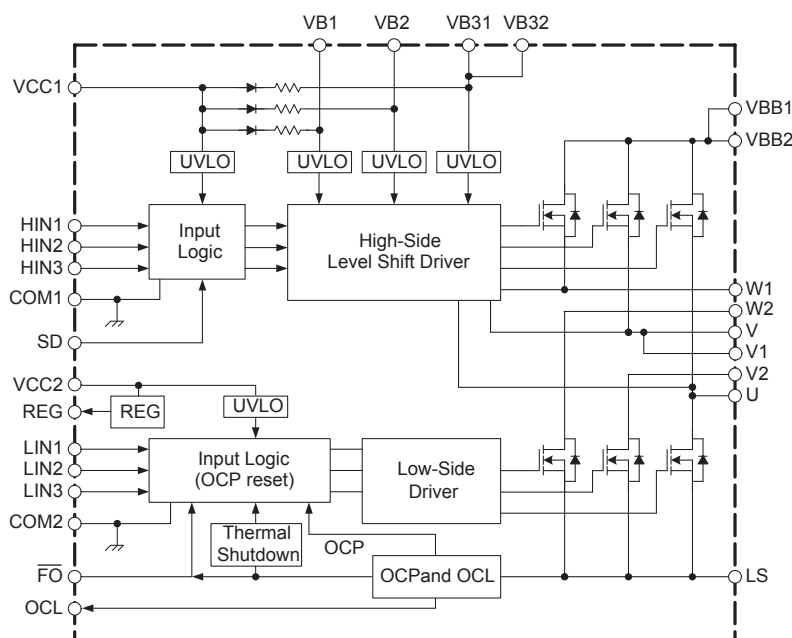 VB1 VB2 VB31 VB32
VCC1
VBB1
VBB2
UVLO UVLO UVLO UVLO
HIN1
HIN2
HIN3
Input
Logic
High-Side
Level Shift Driver
COM1
SD
W1
W2
V
V1
V2
U
VCC2
REG
REG
UVLO
LIN1
LIN2
LIN3
Input Logic
(OCP reset)
Low-Side
Driver
COM2
Thermal
Shutdown
OCP
FO
OCPand OCL
LS
OCL